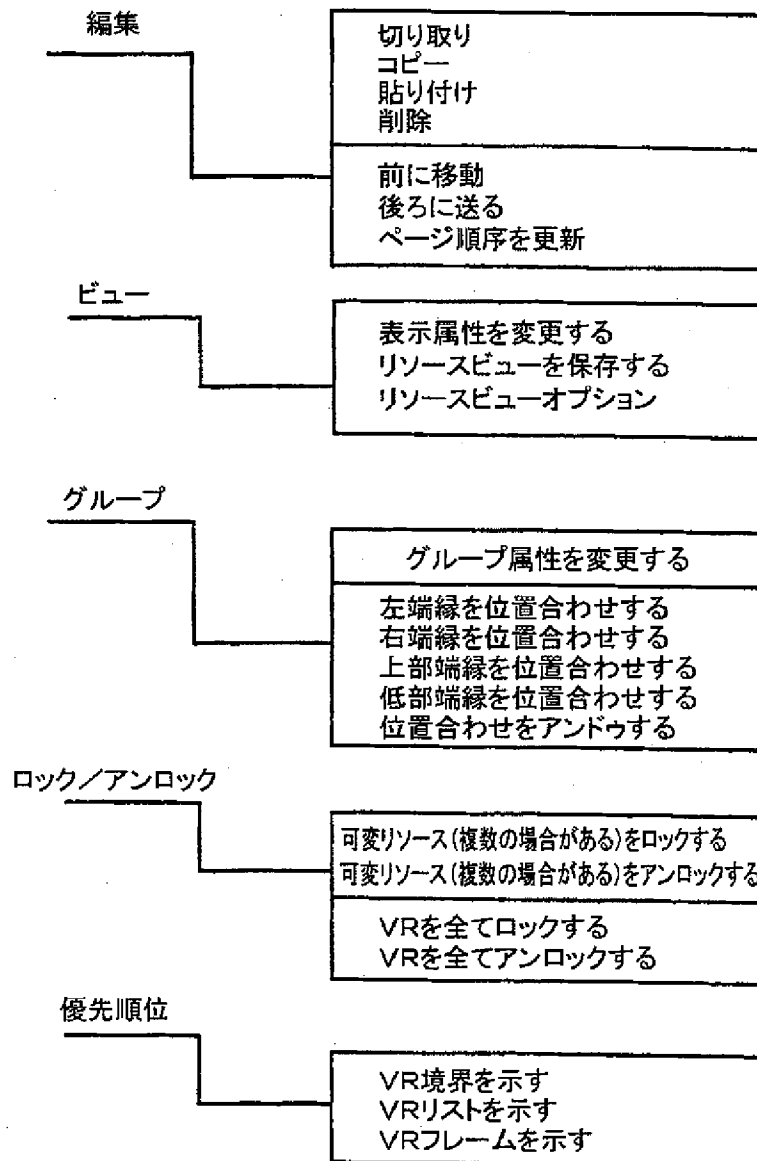 編集
切り取り
コピー
貼り付け
削除
前に移動
後ろに送る
ページ順序を更新
ビュー
表示属性を変更する
リソースビューを保存する
リソースビューオプション
グループ
グループ属性を変更する
左端縁を位置合わせする
右端縁を位置合わせする
上部端縁を位置合わせする
低部端縁を位置合わせする
位置合わせをアンドゥする
ロック／アンロック
可変リソース(複数の場合がある)をロックする
可変リソース(複数の場合がある)をアンロックする
VRを全てロックする
VRを全てアンロックする
優先順位
VR境界を示す
VRリストを示す
VRフレームを示す